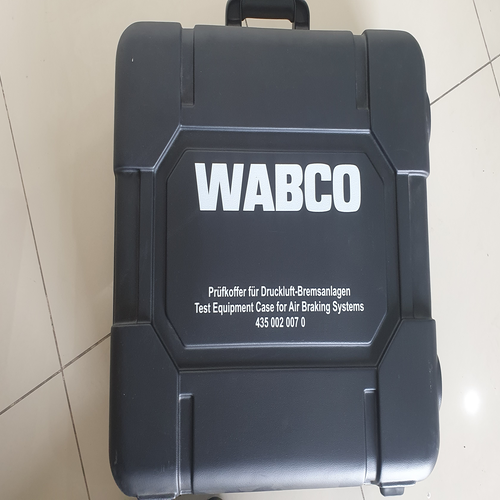 WABCO
Prüfkoffer für Druckluft-Bremsanlagen
Test Equipment Case for Air Braking Systems
435 002 007 0